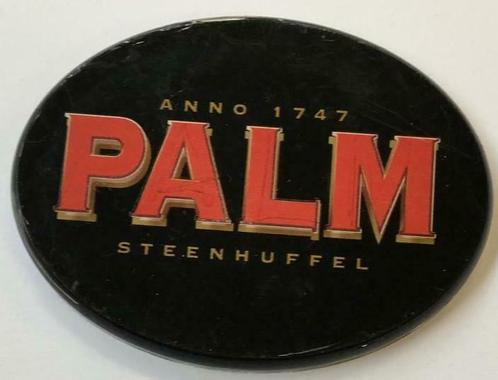 ANNO 1747
PALM
STEENHUFFEL